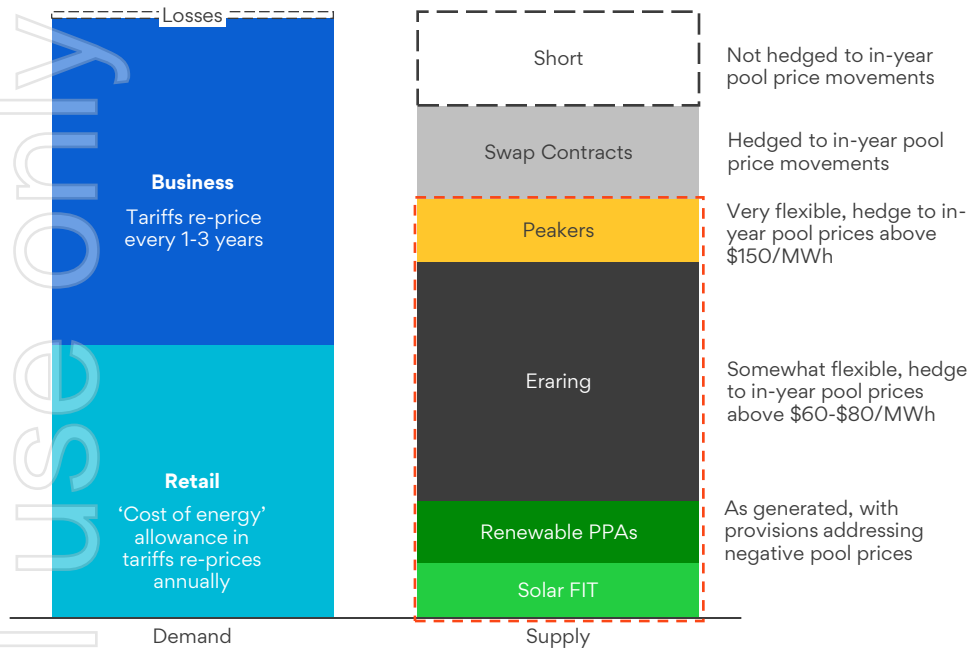 Losses
Business
Tariffs re-price
every 1-3 years
Retail
‘Cost of energy’
allowance in
tariffs re-prices
annually
Demand
Short
Swap Contracts
Peakers
Eraring
Renewable PPAs
Solar FIT
Supply
Not hedged to in-year
pool price movements
Hedged to in-year pool
price movements
Very flexible, hedge to in-
year pool prices above
$150/MWh
Somewhat flexible, hedge
to in-year pool prices
above $60-$80/MWh
As generated, with
provisions addressing
negative pool prices
use only